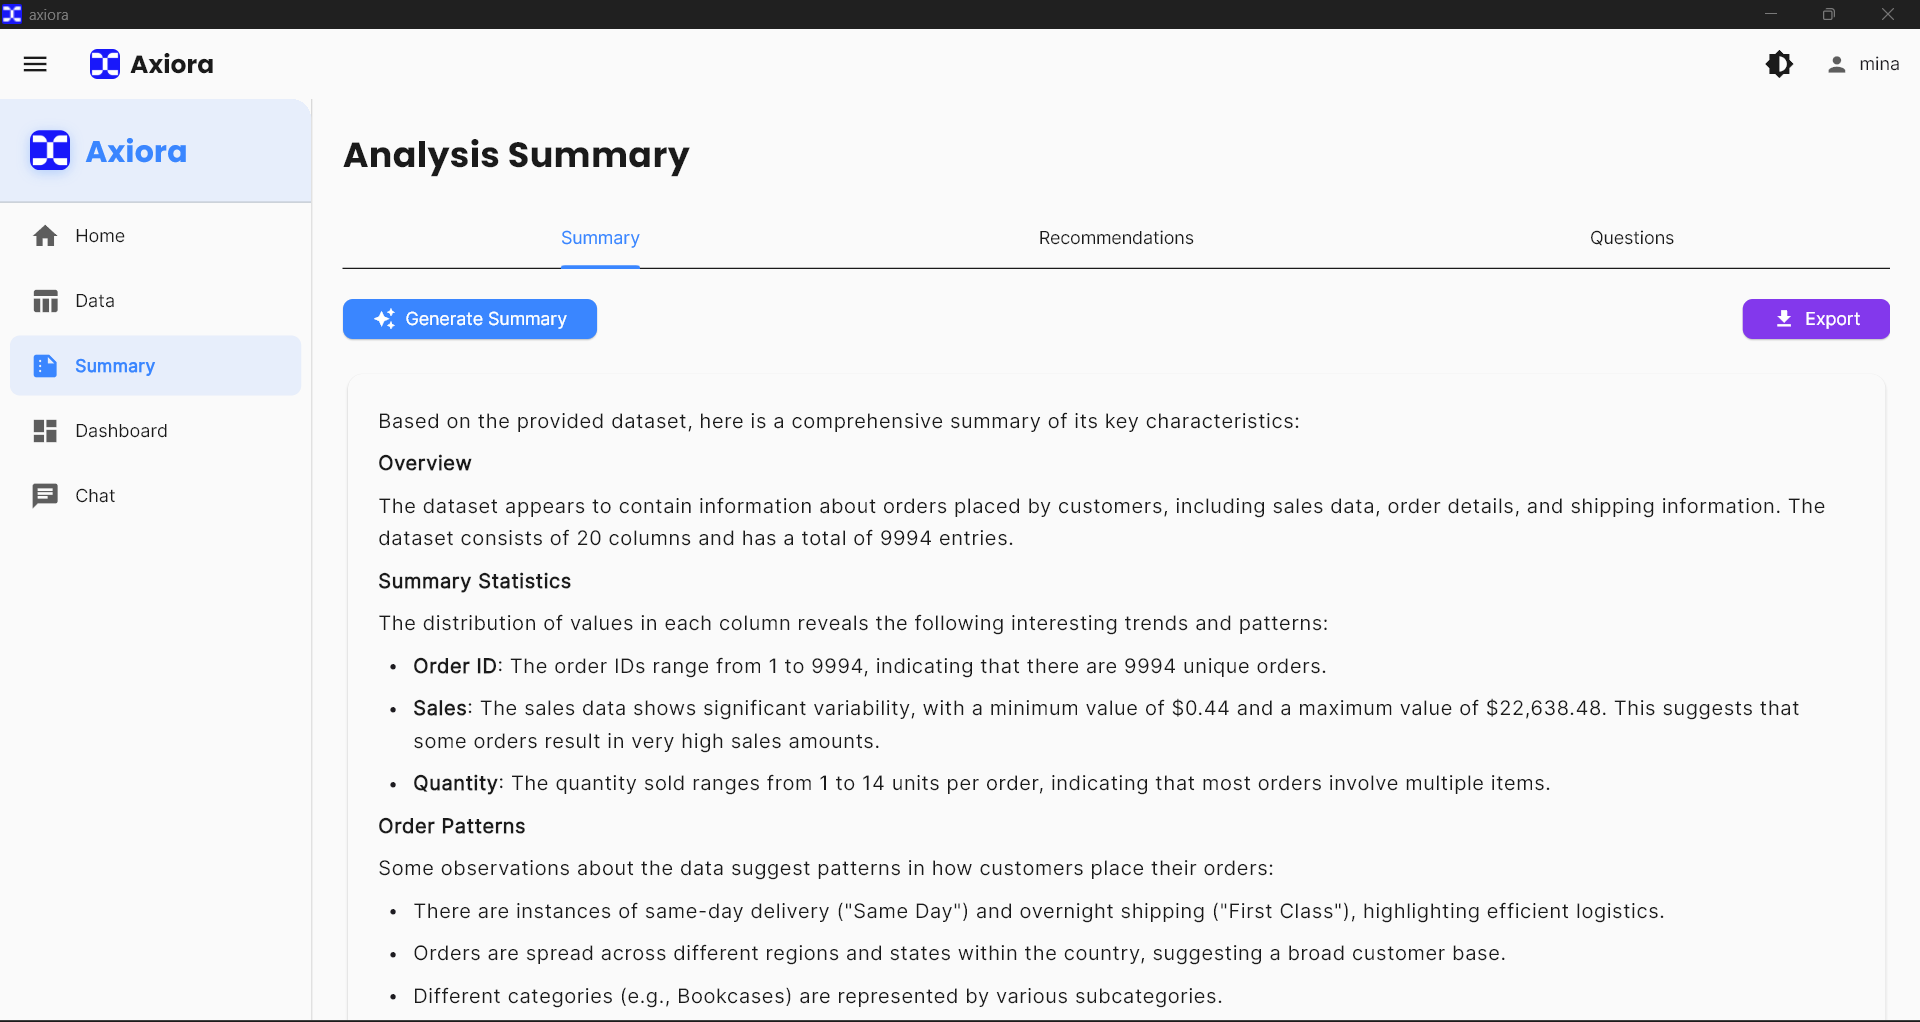 axiora
Axiora
mina
Axiora
Home
Data
Summary
Dashboard
Chat
Analysis Summary
Summary
Recommendations
Questions
Generate Summary
Export
Based on the provided dataset, here is a comprehensive summary of its key characteristics:
Overview
The dataset appears to contain information about orders placed by customers, including sales data, order details, and shipping information. The
dataset consists of 20 columns and has a total of 9994 entries.
Summary Statistics
The distribution of values in each column reveals the following interesting trends and patterns:
• Order ID: The order IDs range from 1 to 9994, indicating that there are 9994 unique orders.
• Sales: The sales data shows significant variability, with a minimum value of $0.44 and a maximum value of $22,638.48. This suggests that
some orders result in very high sales amounts.
• Quantity: The quantity sold ranges from 1 to 14 units per order, indicating that most orders involve multiple items.
Order Patterns
Some observations about the data suggest patterns in how customers place their orders:
• There are instances of same-day delivery ("Same Day") and overnight shipping ("First Class"), highlighting efficient logistics.
• Orders are spread across different regions and states within the country, suggesting a broad customer base.
• Different categories (e.g., Bookcases) are represented by various subcategories.